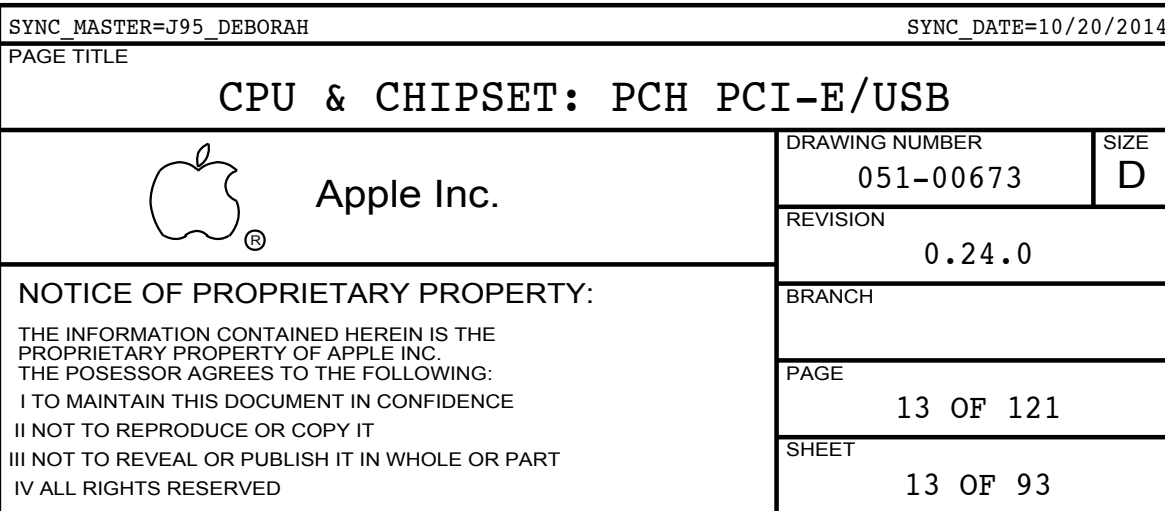 SYNC_MASTER=J95_DEBORAH SYNC_DATE=10/20/2014
PAGE TITLE
CPU & CHIPSET: PCH PCI-E/USB
Apple Inc.
®
DRAWING NUMBER
051-00673
SIZE
D
REVISION
0.24.0
NOTICE OF PROPRIETARY PROPERTY:
THE INFORMATION CONTAINED HEREIN IS THE
PROPRIETARY PROPERTY OF APPLE INC.
THE POSESSOR AGREES TO THE FOLLOWING:
I TO MAINTAIN THIS DOCUMENT IN CONFIDENCE
II NOT TO REPRODUCE OR COPY IT
III NOT TO REVEAL OR PUBLISH IT IN WHOLE OR PART
IV ALL RIGHTS RESERVED
BRANCH
PAGE
13 OF 121
SHEET
13 OF 93